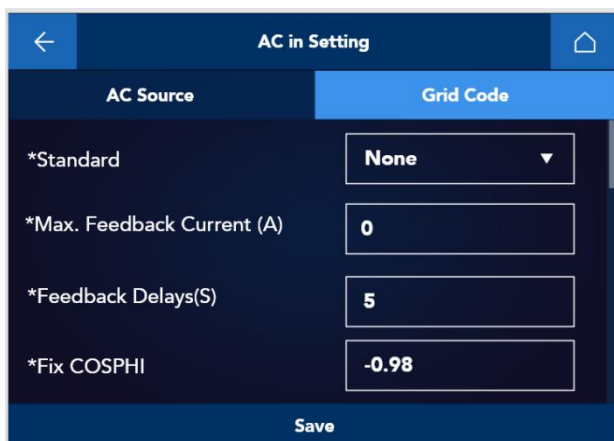 AC in Setting
AC Source
Grid Code
*Standard
None
*Max. Feedback Current (A)
0
*Feedback Delays(S)
5
*Fix COSPHI
-0.98
Save